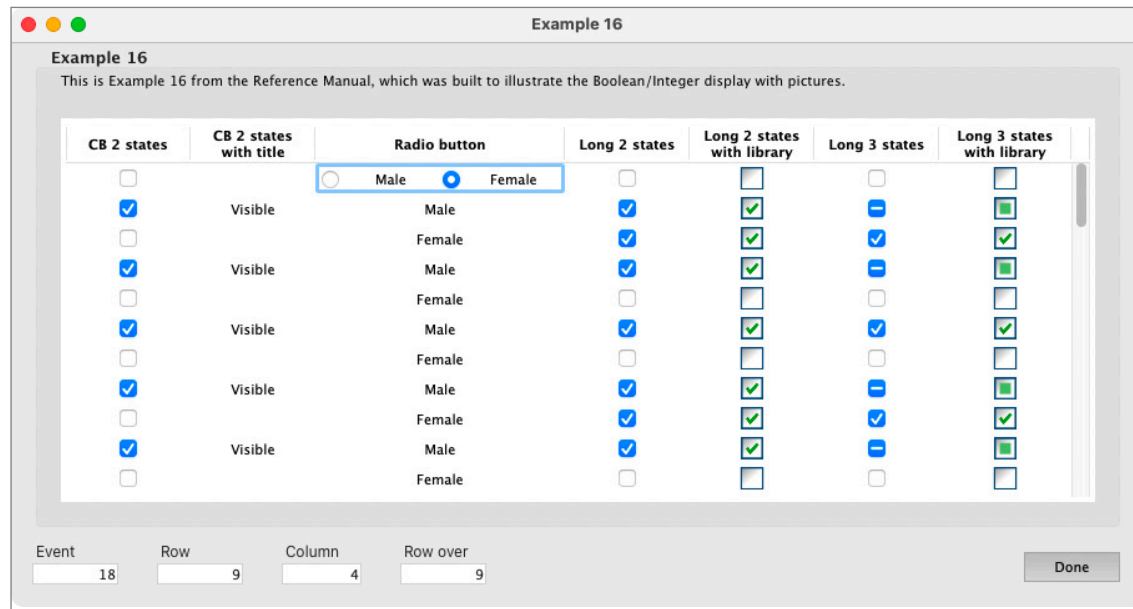 Example 16
Example 16
This is Example 16 from the Reference Manual, which was built to illustrate the Boolean/Integer display with pictures.
CB 2 states CB 2 states with title Radio button Long 2 states Long 2 states with library Long 3 states Long 3 states with library
Male Female
Visible Male
Female
Visible Male
Female
Visible Male
Female
Visible Male
Female
Visible Male
Female
Event Row Column Row over
18 9 4 9
Done